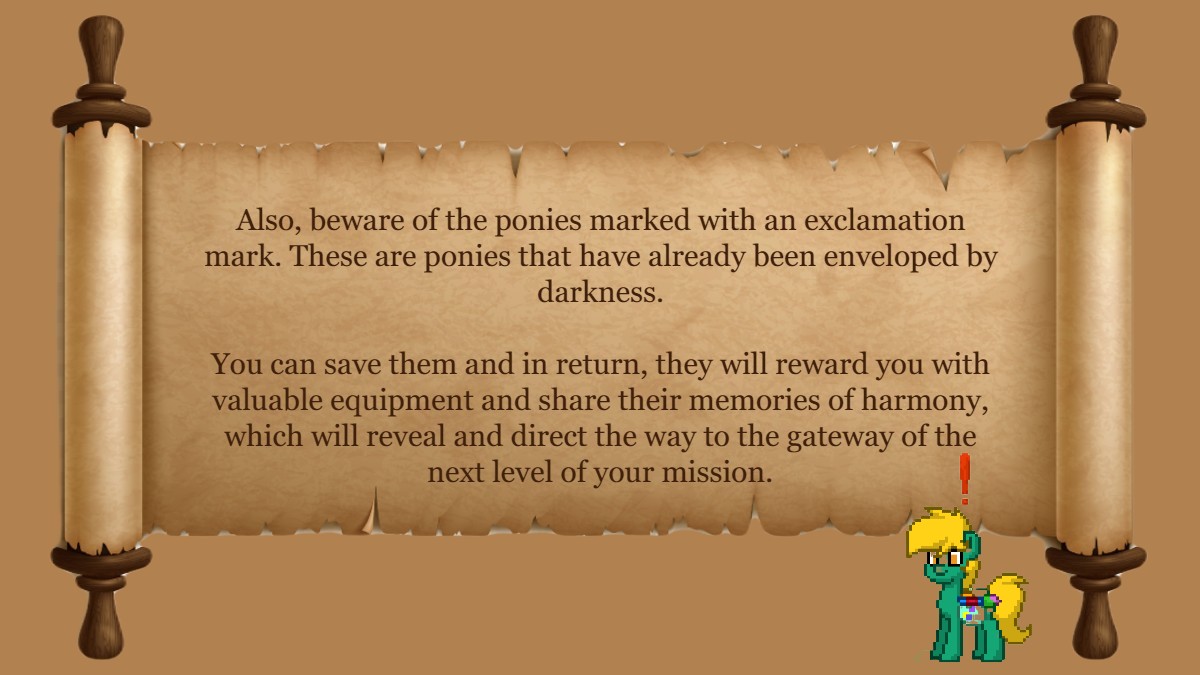 Also, beware of the ponies marked with an exclamation
mark. These are ponies that have already been enveloped by
darkness.
You can save them and in return, they will reward you with
valuable equipment and share their memories of harmony,
which will reveal and direct the way to the gateway of the
next level of your mission.
!